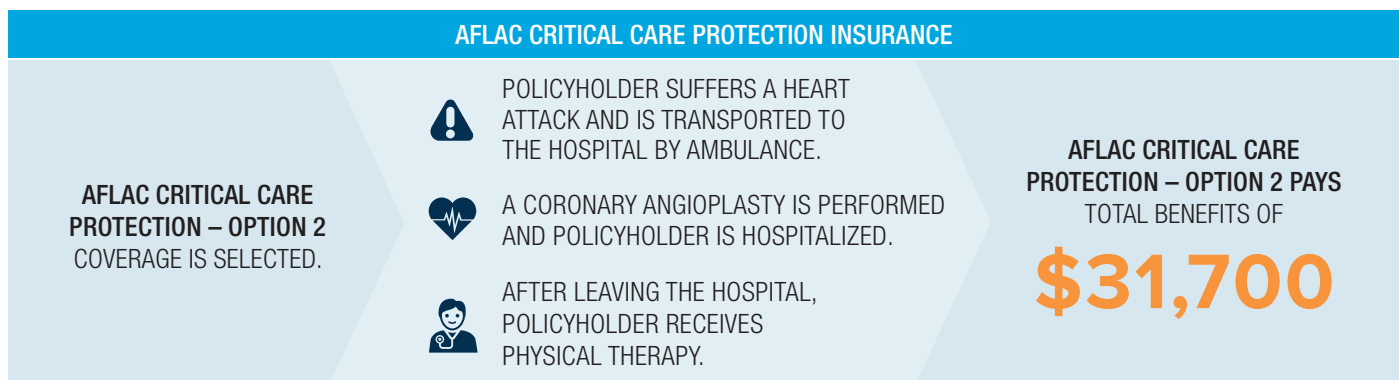 AFLAC CRITICAL CARE PROTECTION INSURANCE
AFLAC CRITICAL CARE
PROTECTION – OPTION 2
COVERAGE IS SELECTED.
POLICYHOLDER SUFFERS A HEART
ATTACK AND IS TRANSPORTED TO
THE HOSPITAL BY AMBULANCE.
A CORONARY ANGIOPLASTY IS PERFORMED
AND POLICYHOLDER IS HOSPITALIZED.
AFTER LEAVING THE HOSPITAL,
POLICYHOLDER RECEIVES
PHYSICAL THERAPY.
AFLAC CRITICAL CARE
PROTECTION – OPTION 2 PAYS
TOTAL BENEFITS OF
$31,700